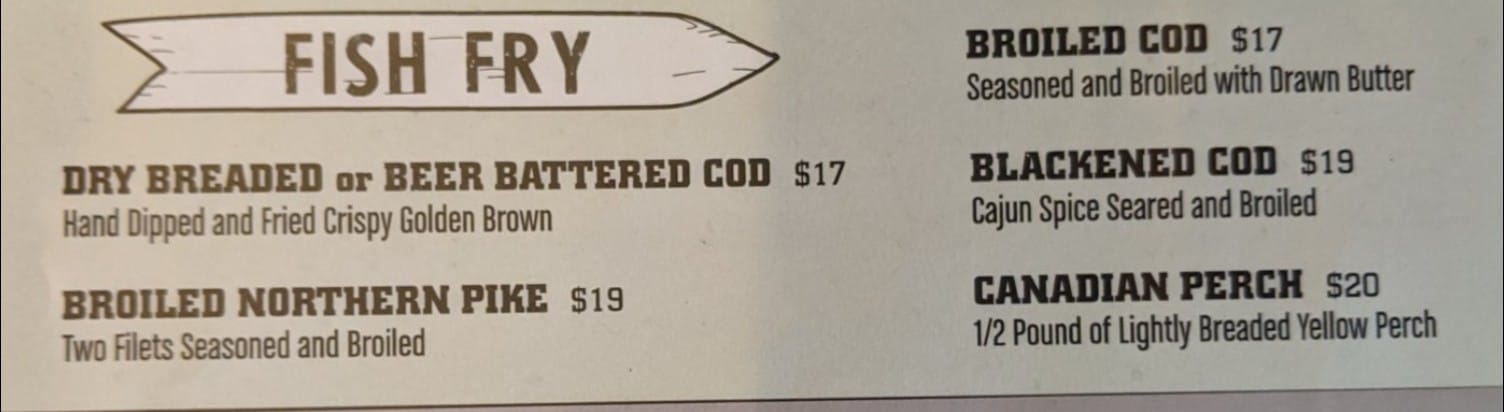 FISH FRY
DRY BREADED or BEER BATTERED COD $17
Hand Dipped and Fried Crispy Golden Brown
BROILED NORTHERN PIKE $19
Two Filets Seasoned and Broiled
BROILED COD $17
Seasoned and Broiled with Drawn Butter
BLACKENED COD $19
Cajun Spice Seared and Broiled
CANADIAN PERCH $20
1/2 Pound of Lightly Breaded Yellow Perch